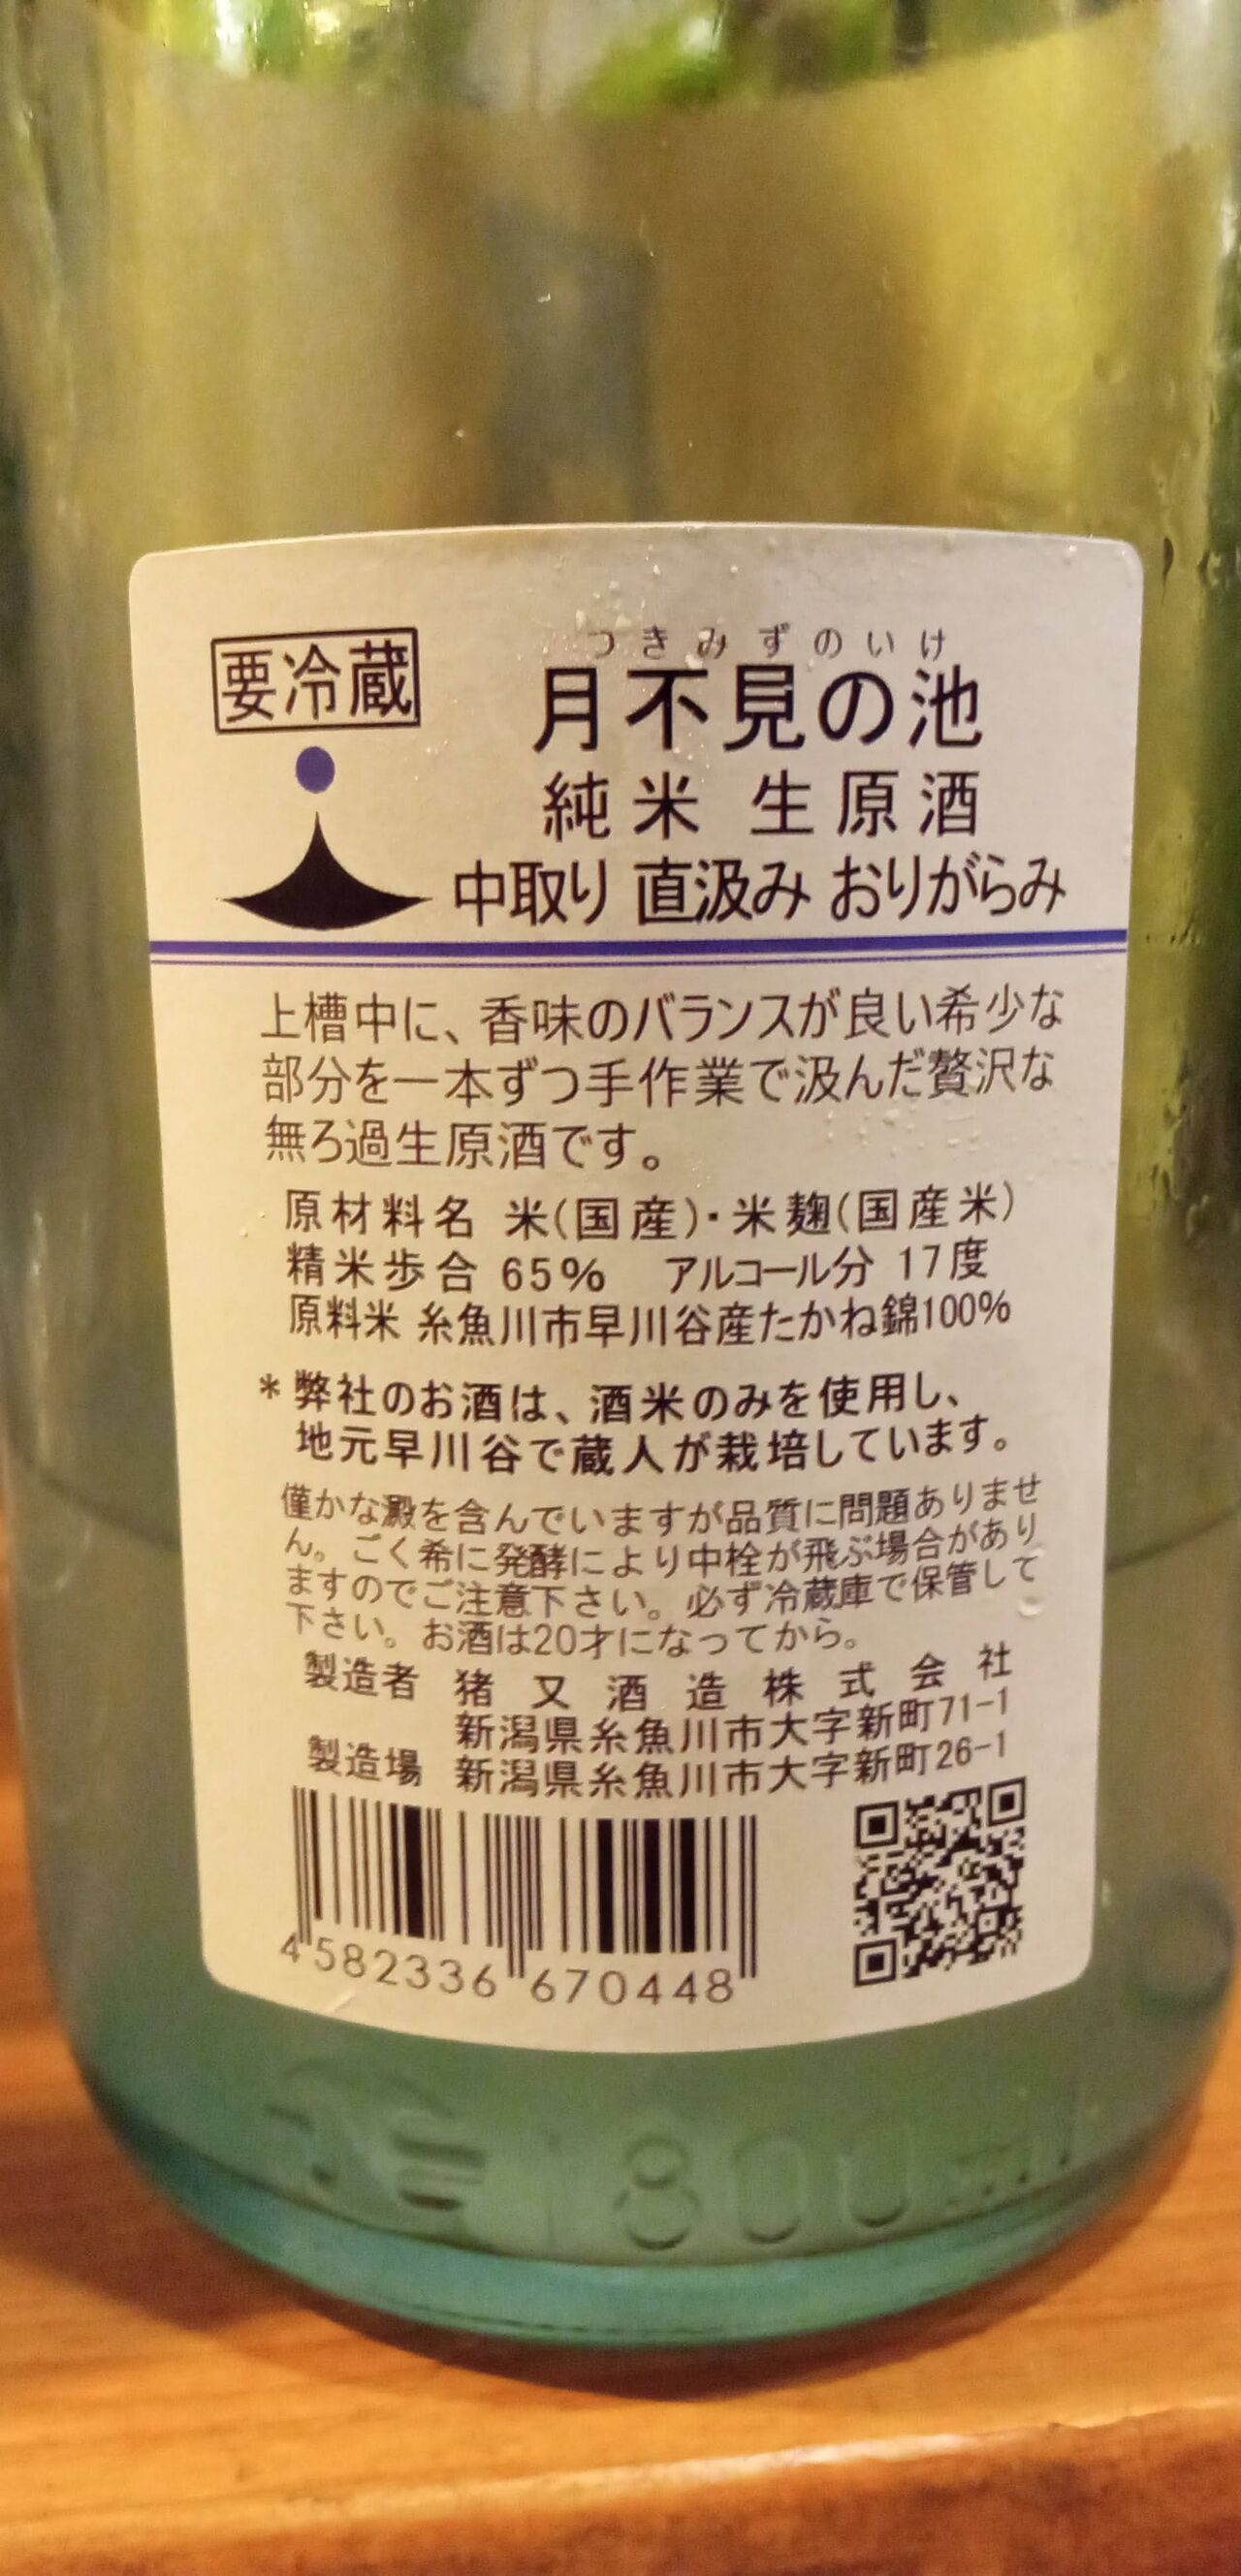 要冷蔵
つきみずのいけ
月不見の池
純米 生原酒
中取り 直汲み おりがらみ
上槽中に、香味のバランスが良い希少な
部分を一本ずつ手作業で汲んだ贅沢な
無ろ過生原酒です。
原材料名 米(国産)・米麹(国産米)
精米歩合 65% アルコール分 17度
原料米 糸魚川市早川谷産たかね錦100%
* 弊社のお酒は、酒米のみを使用し、
地元早川谷で蔵人が栽培しています。
僅かな澱を含んでいますが品質に問題ありませ
ん。ごく希に発酵により中栓が飛ぶ場合があり
ますのでご注意下さい。必ず冷蔵庫で保管して
下さい。お酒は20才になってから。
製造者 猪又酒造株式会社
新潟県糸魚川市大字新町71-1
製造場 新潟県糸魚川市大字新町26-1
4 582336 670448
1800ml